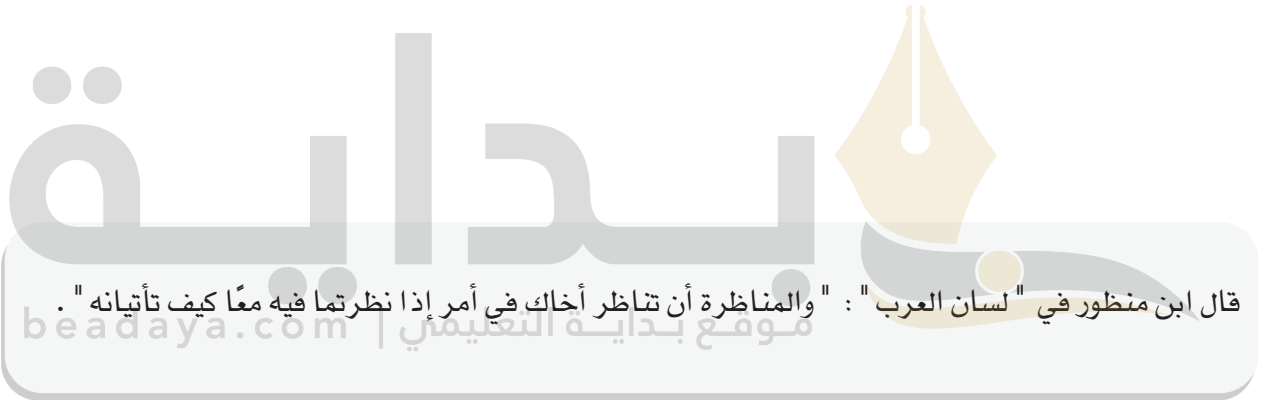 بداية
قال ابن منظور في " لسان العرب " : " والمناظرة أن تناظر أخاك في أمر إذا نظرتما فيه معًا كيف تأتيانه " .
موقع بدايــة التعليمي | beadaya.com